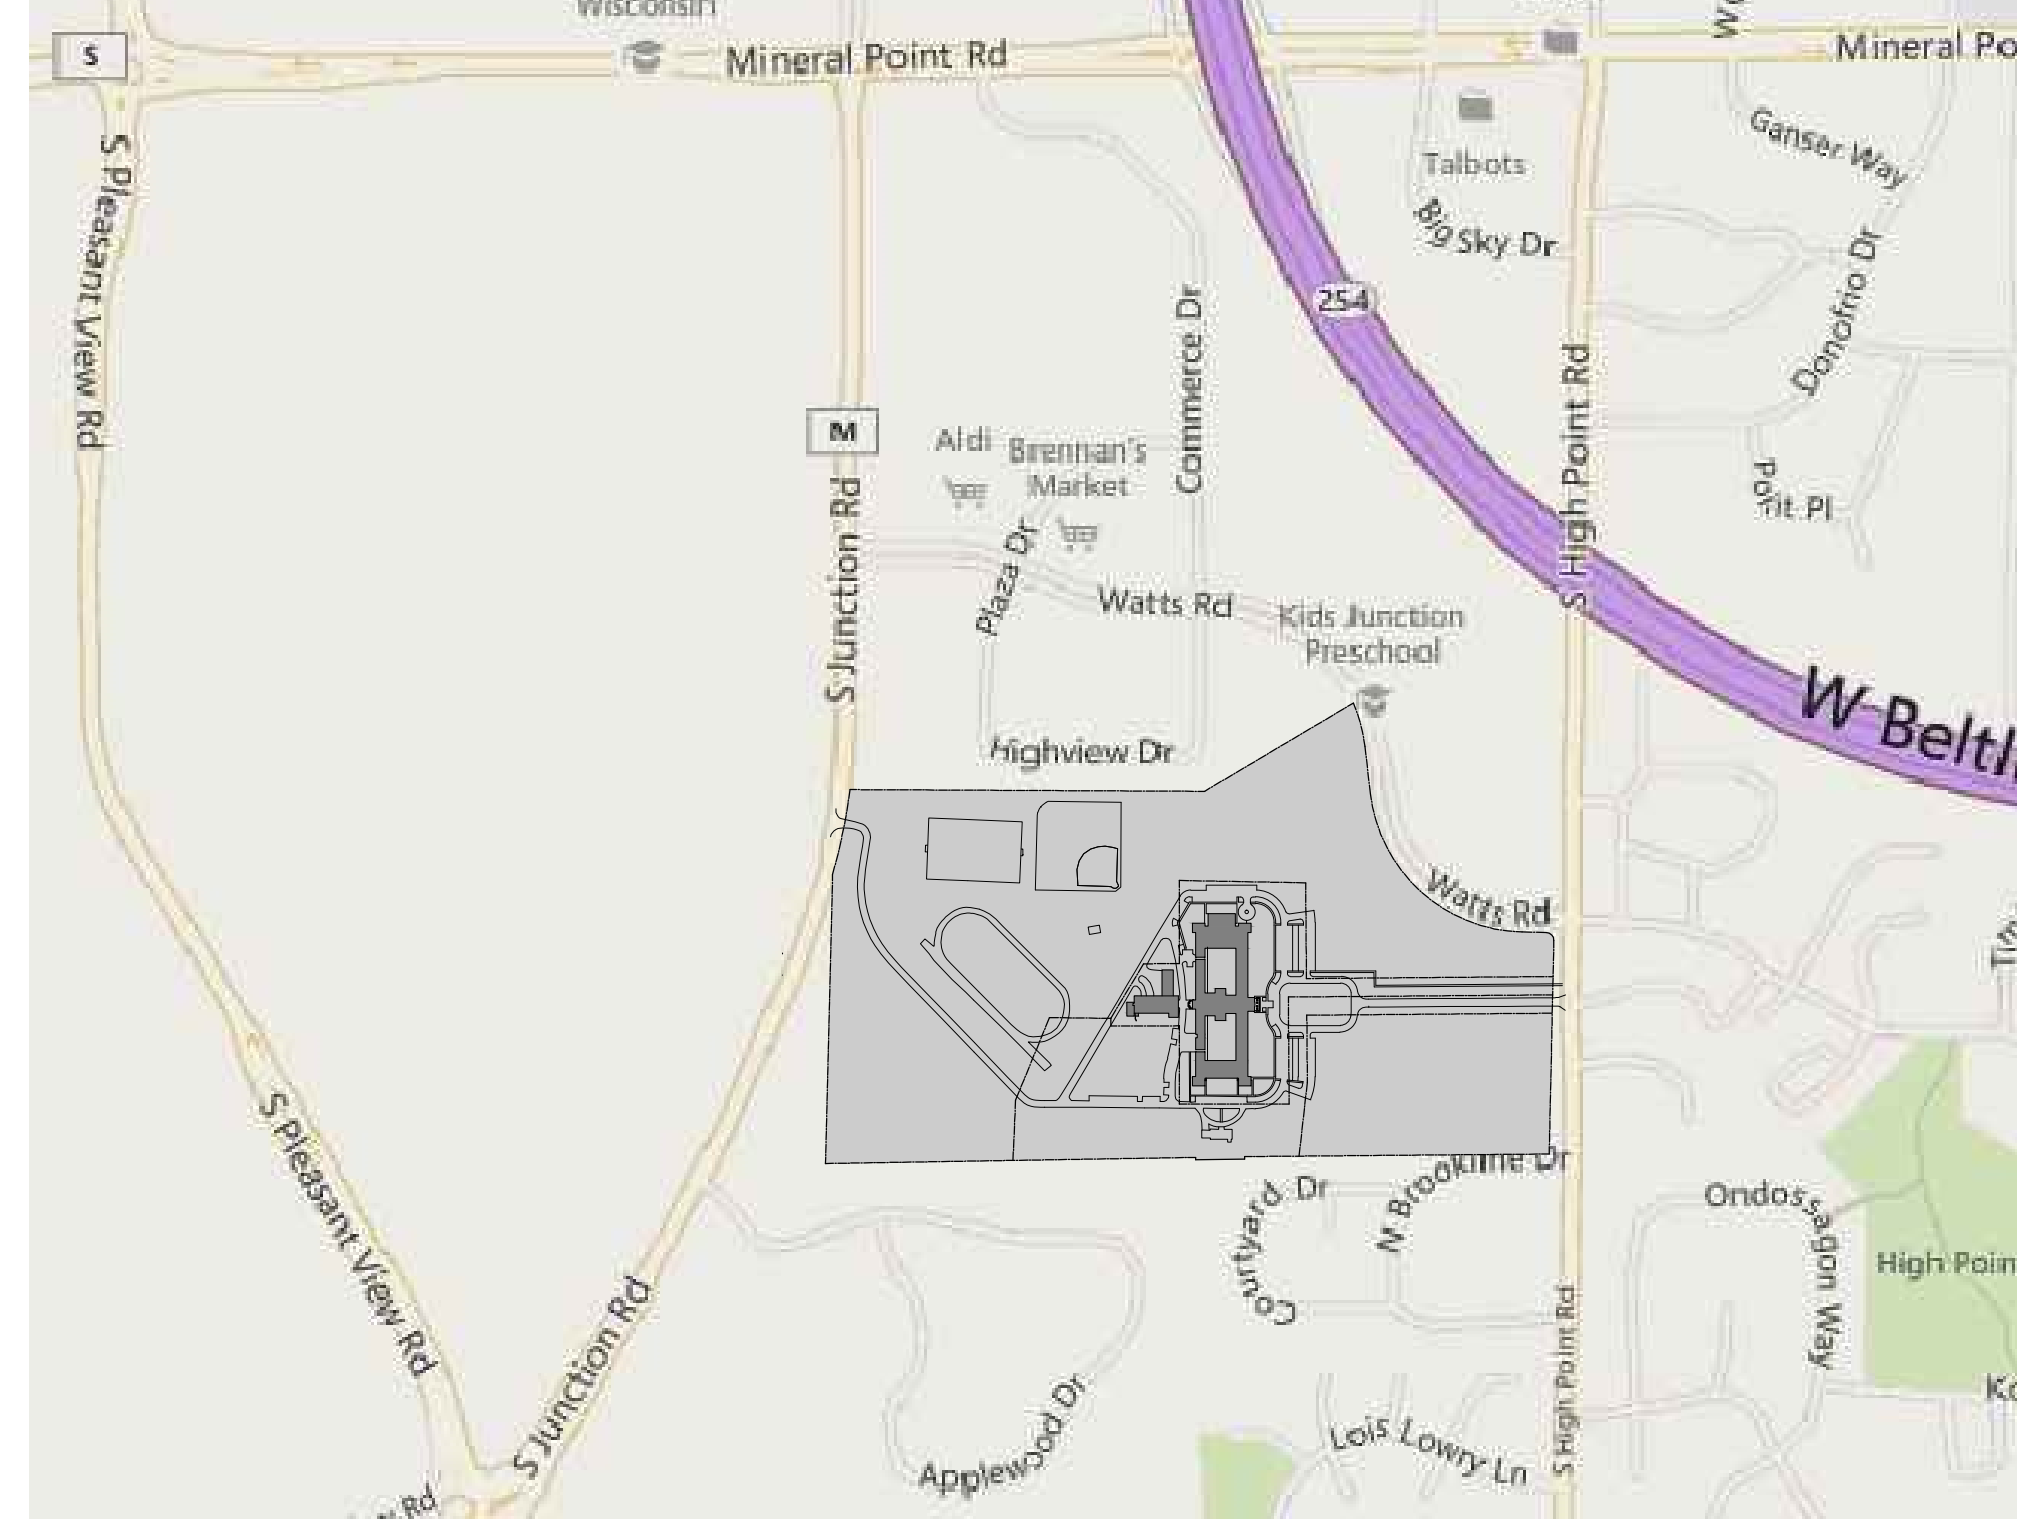 Wisconsin
S
Mineral Point Rd
Mineral Po
S Pleasant View Rd
Ganser Way
Talbots
Big Sky Dr
254
Donofrio Dr
Commerce Dr
S High Point Rd
M
Aldi
Brennan's
Market
S Junction Rd
Plaza Dr
Watts Rd
Kids Junction
Preschool
W Beltl
Highview Dr
Watts Rd
S Pleasant View Rd
Courtyard Dr
N Brookline Dr
Ondossagon Way
High Poin
S Junction Rd
S High Point Rd
Applewood Dr
Lois Lowry Ln
Rd